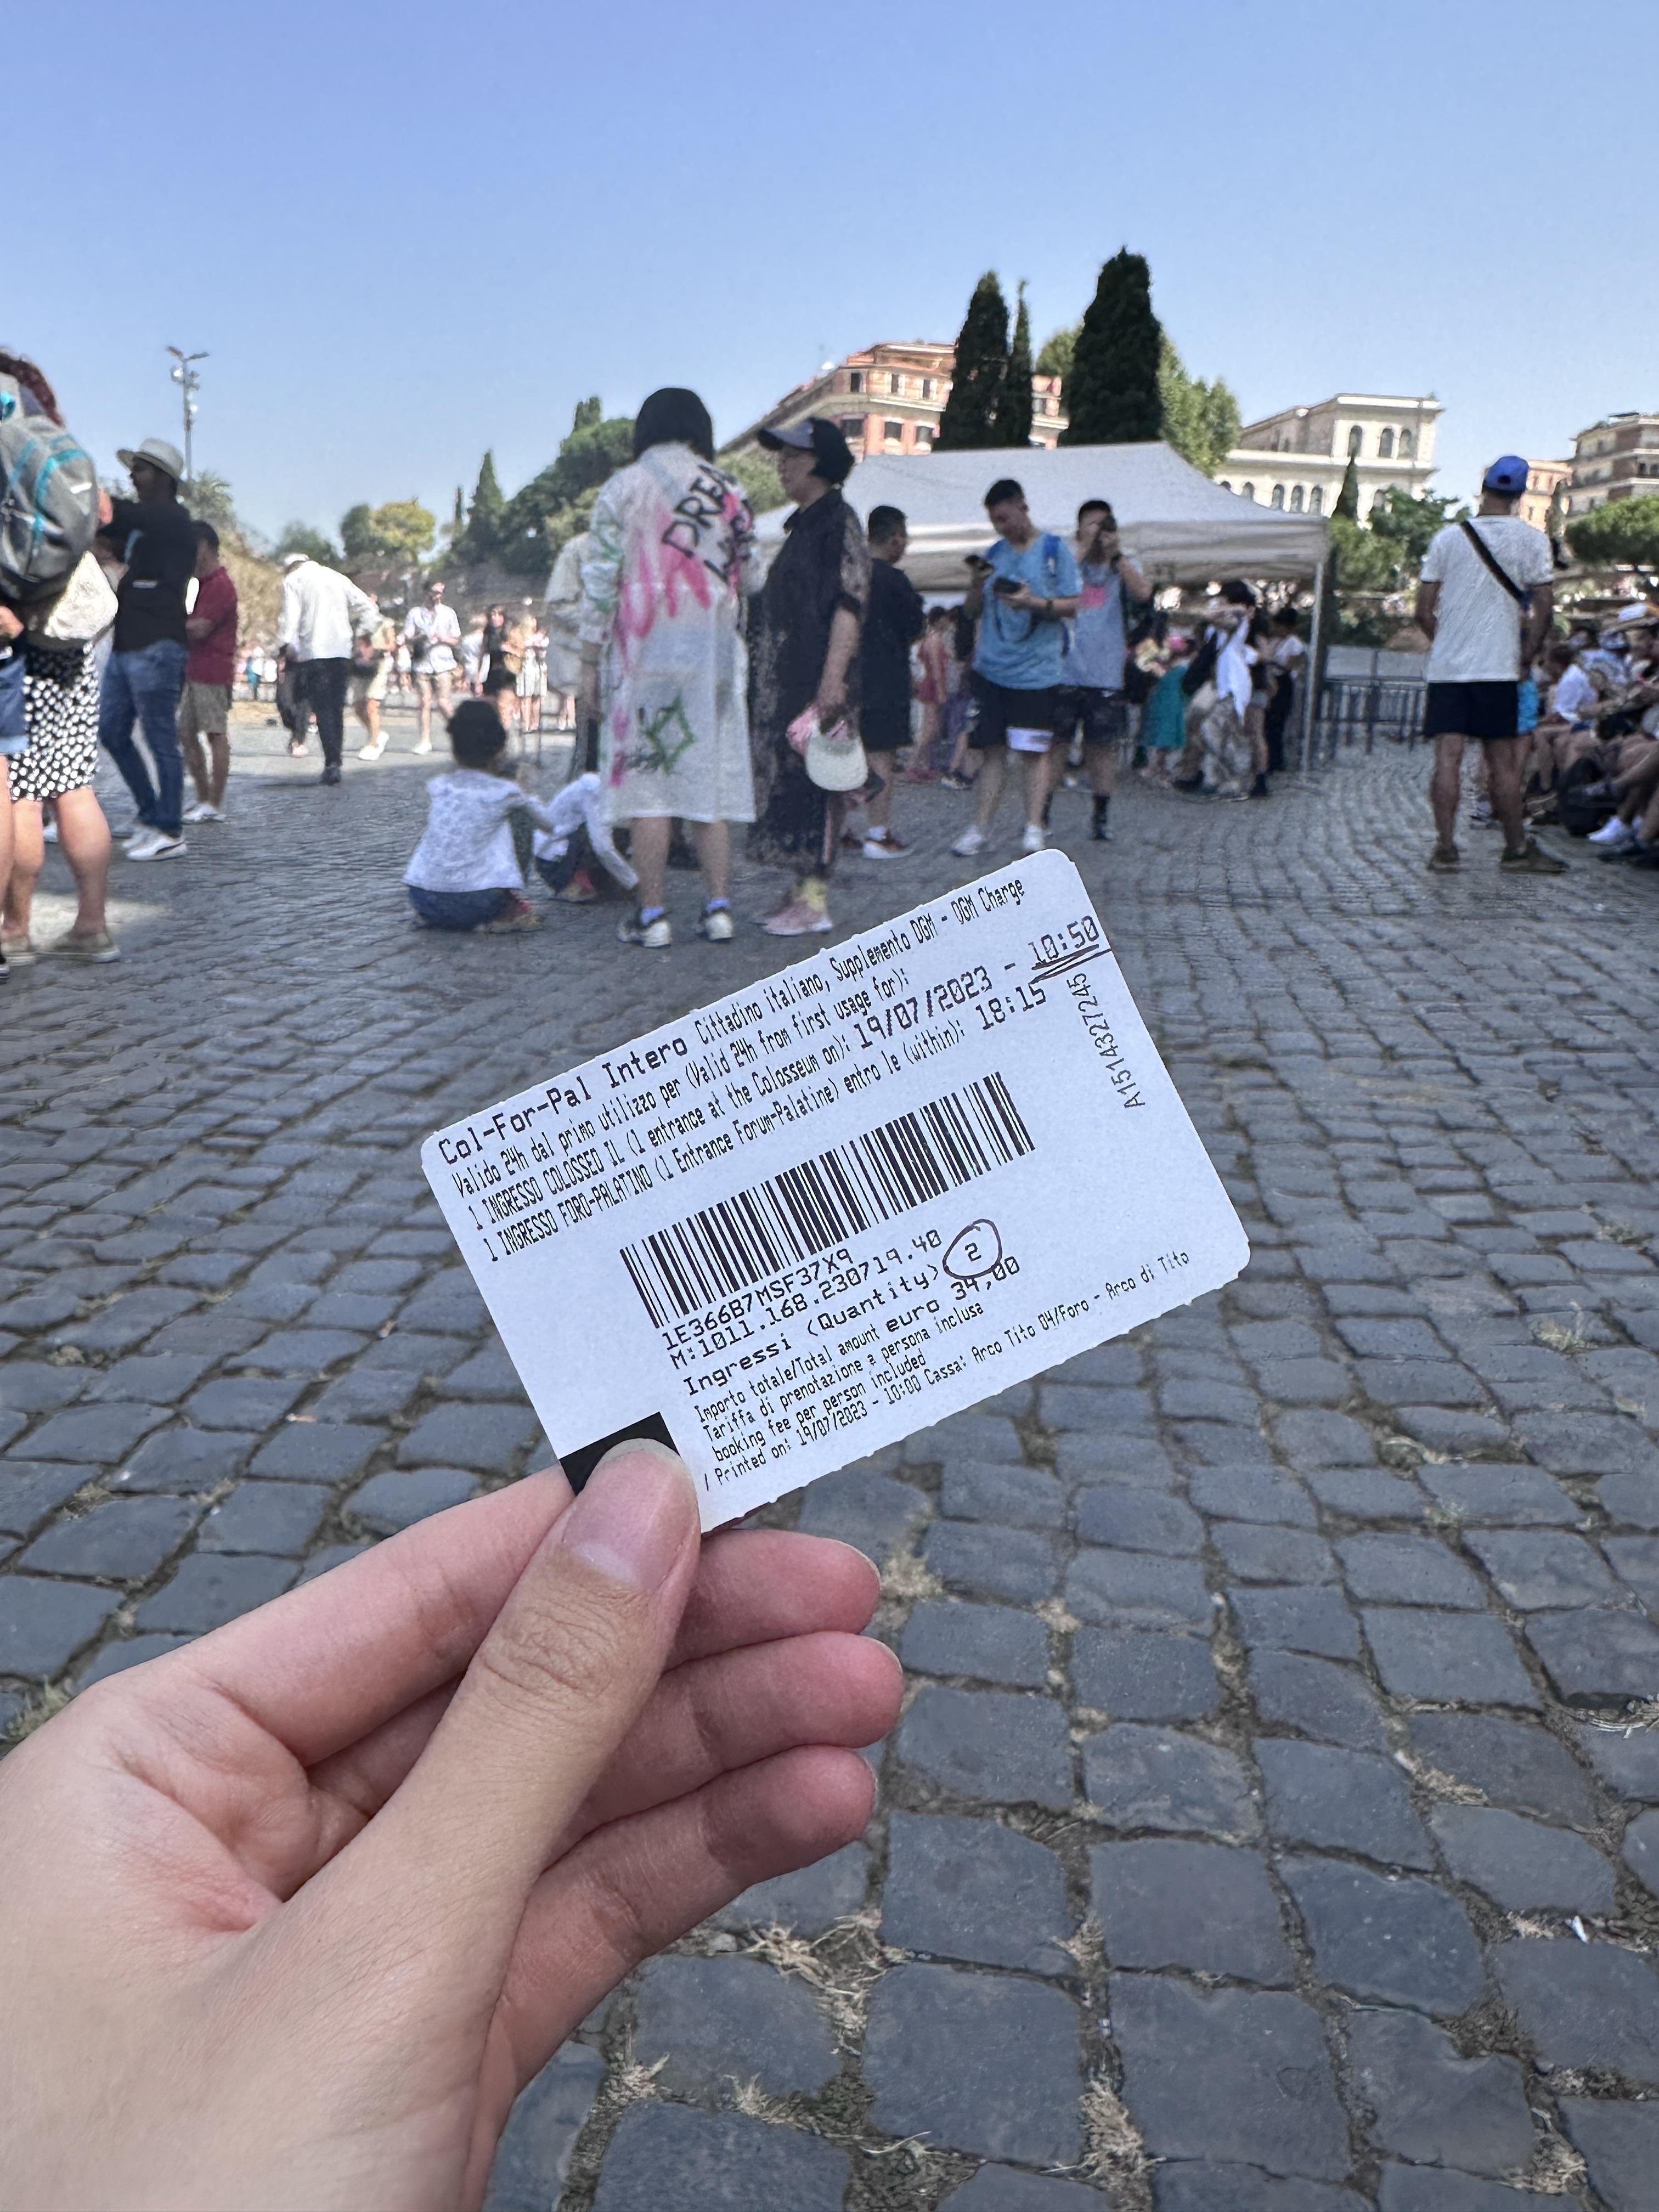 DREA
Col-For-Pal Intero Cittadino italiano, Supplemento DGM - DGM Charge
Valido 24h dal primo utilizzo per (Valid 24h from first usage for):
1 INGRESSO COLOSSEO IL (1 entrance at the Colosseum on): 19/07/2023 - 10:50
1 INGRESSO FORO-PALATINO (1 Entrance Forum-Palatine) entro le (within): 18:15
A1514327245
1E366B7MSF37X9
M:1011.168.230719.40
Ingressi (Quantity) 2
Importo totale/Total amount euro 34,00
Tariffa di prenotazione a persona inclusa
booking fee per person included
/ Printed on: 19/07/2023 - 10:00 Cassa: Arco Tito 04/Foro - Arco di Tito